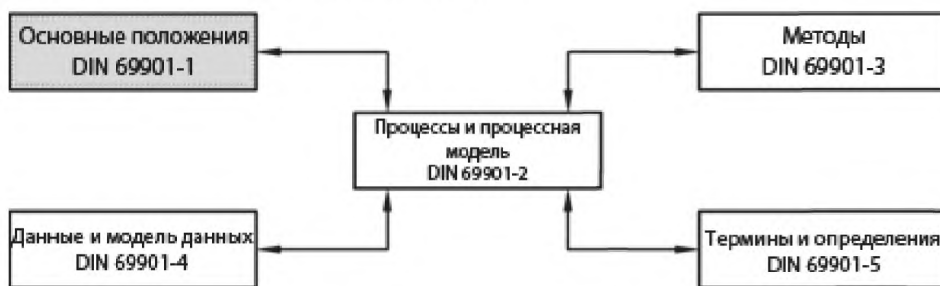 Основные положения
DIN 69901-1
Методы
DIN 69901-3
Процессы и процессная
модель
DIN 69901-2
Данные и модель данных
DIN 69901-4
Термины и определения
DIN 69901-5